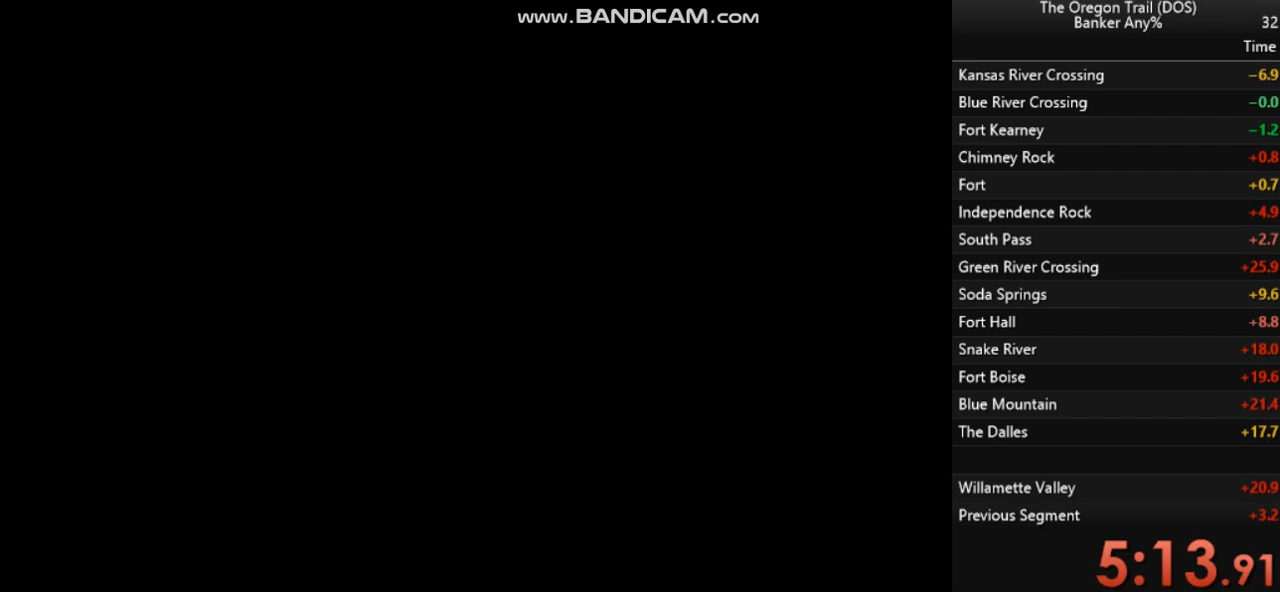 www.BANDICAM.com
The Oregon Trail (DOS)
Banker Any%
32
Time
Kansas River Crossing −6.9
Blue River Crossing −0.0
Fort Kearney −1.2
Chimney Rock +0.8
Fort +0.7
Independence Rock +4.9
South Pass +2.7
Green River Crossing +25.9
Soda Springs +9.6
Fort Hall +8.8
Snake River +18.0
Fort Boise +19.6
Blue Mountain +21.4
The Dalles +17.7
Willamette Valley +20.9
Previous Segment +3.2
5:13.91